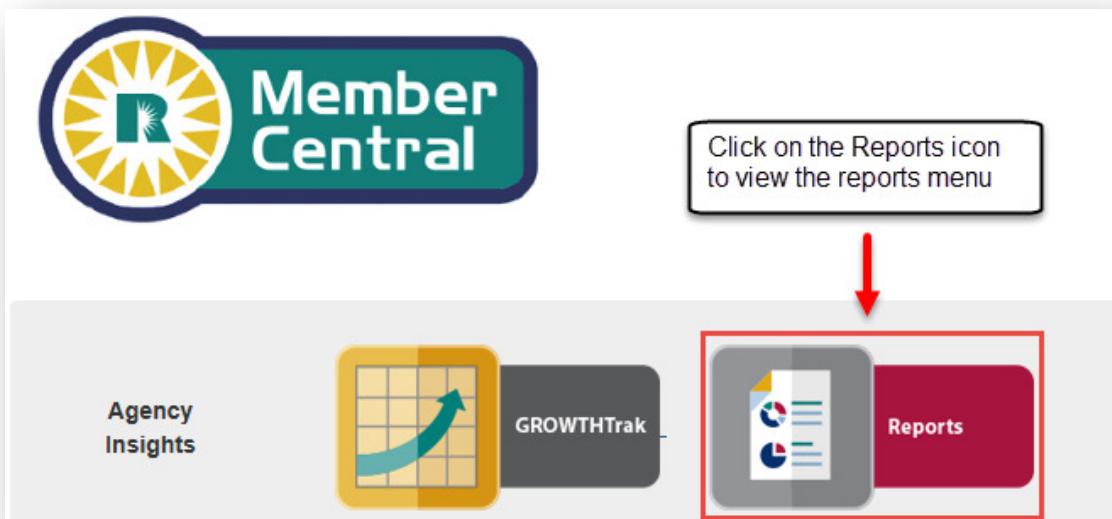 R
Member
Central
Click on the Reports icon
to view the reports menu
Agency
Insights
GROWTHTrak
Reports